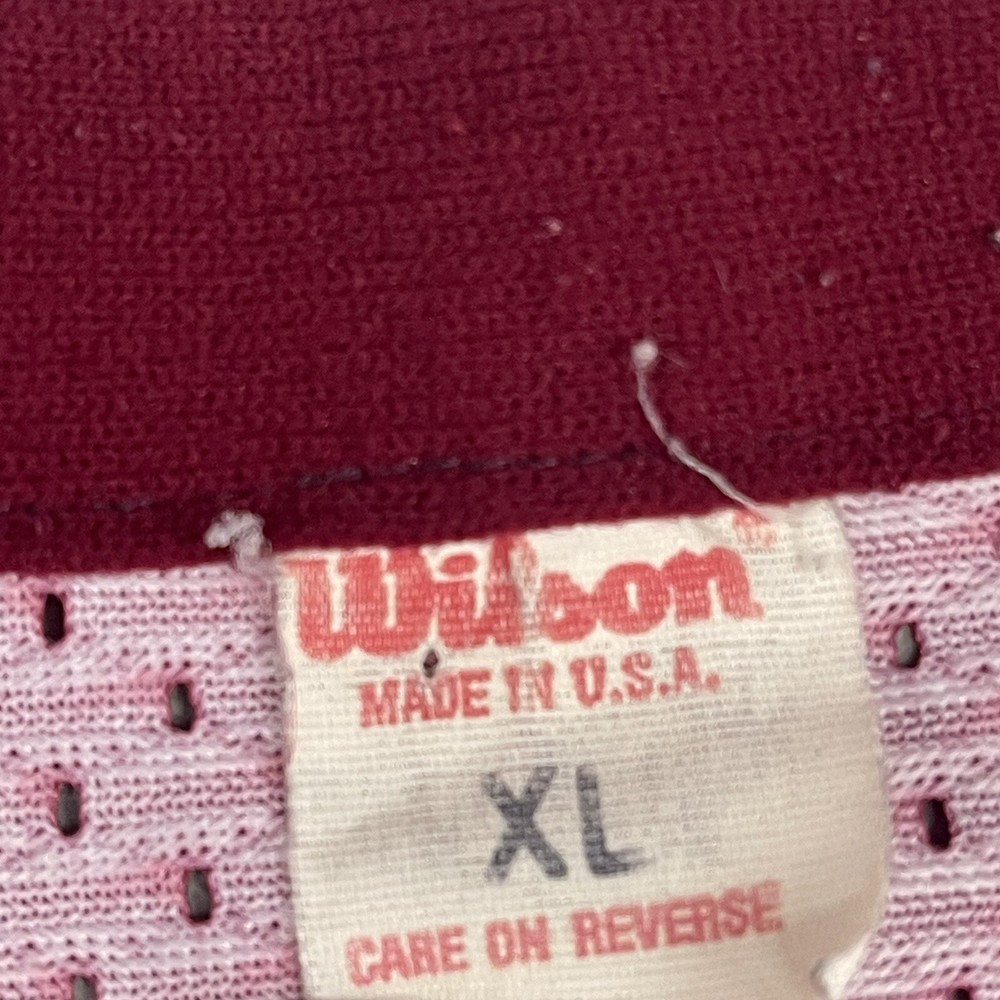 Wilson
MADE IN U.S.A.
XL
CARE ON REVERSE